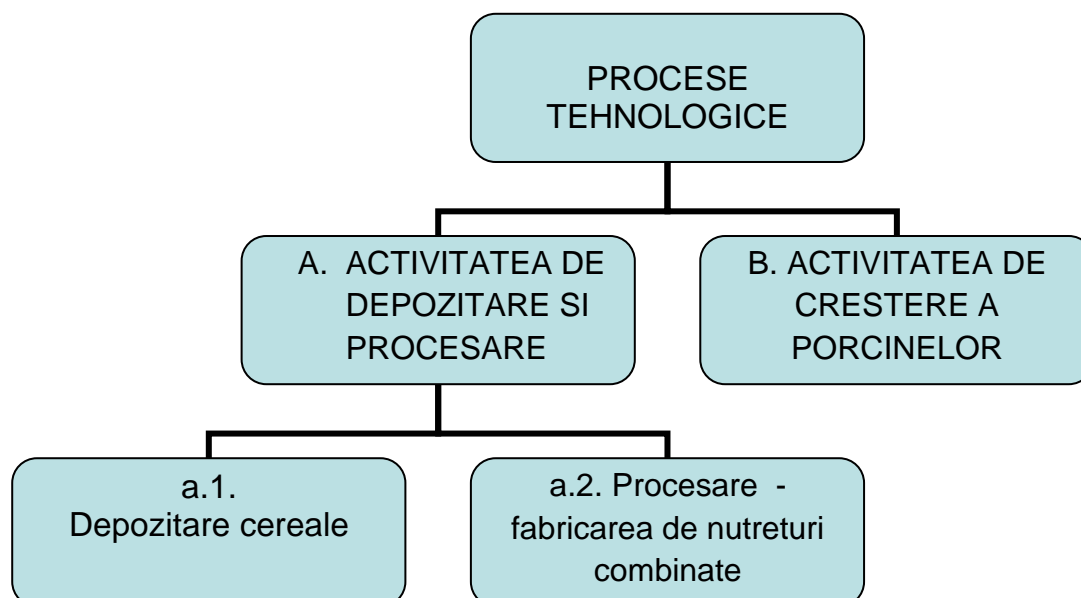 PROCESE
TEHNOLOGICE
A. ACTIVITATEA DE
DEPOZITARE SI
PROCESARE
B. ACTIVITATEA DE
CRESTERE A
PORCINELOR
a.1.
Depozitare cereale
a.2. Procesare -
fabricarea de nutreturi
combinate